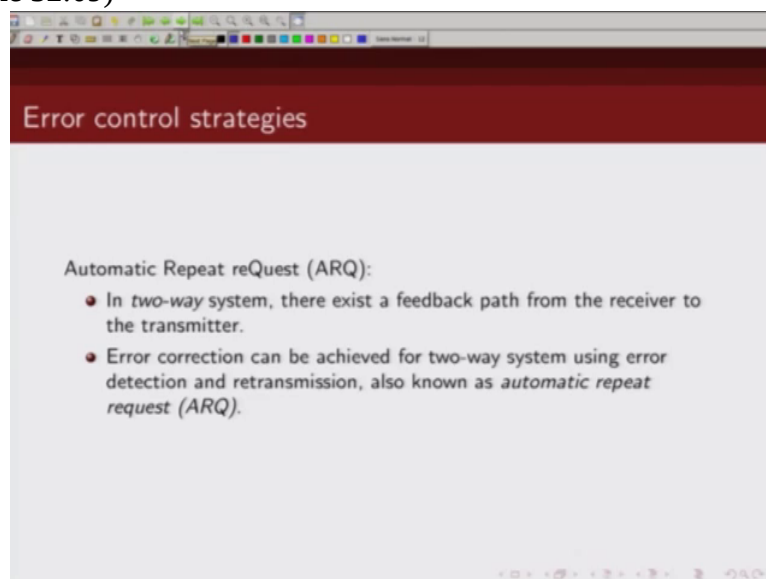 Error control strategies
Automatic Repeat reQuest (ARQ):
In two-way system, there exist a feedback path from the receiver to
the transmitter.
Error correction can be achieved for two-way system using error
detection and retransmission, also known as automatic repeat
request (ARQ).